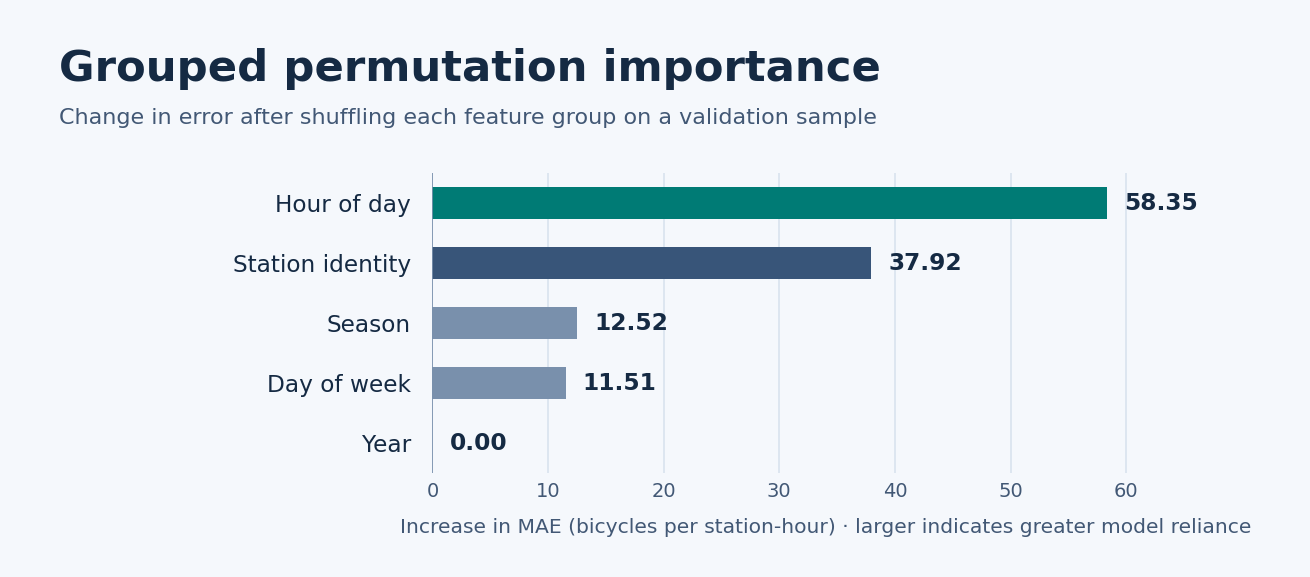 Grouped permutation importance
Change in error after shuffling each feature group on a validation sample
Hour of day 58.35
Station identity 37.92
Season 12.52
Day of week 11.51
Year 0.00
0 10 20 30 40 50 60
Increase in MAE (bicycles per station-hour) · larger indicates greater model reliance